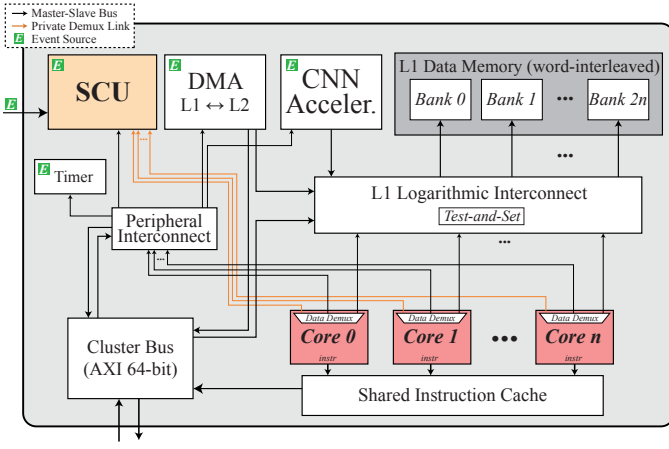 Master-Slave Bus
Private Demux Link
E Event Source
E
E
E
E
SCU
DMA
L1 ↔ L2
CNN
Acceler.
L1 Data Memory (word-interleaved)
Bank 0
Bank 1
•••
Bank 2n
...
•••
E
Timer
L1 Logarithmic Interconnect
Test-and-Set
Peripheral
Interconnect
...
...
Data Demux
Data Demux
Data Demux
Core 0
Core 1
•••
Core n
instr
instr
instr
Cluster Bus
(AXI 64-bit)
Shared Instruction Cache